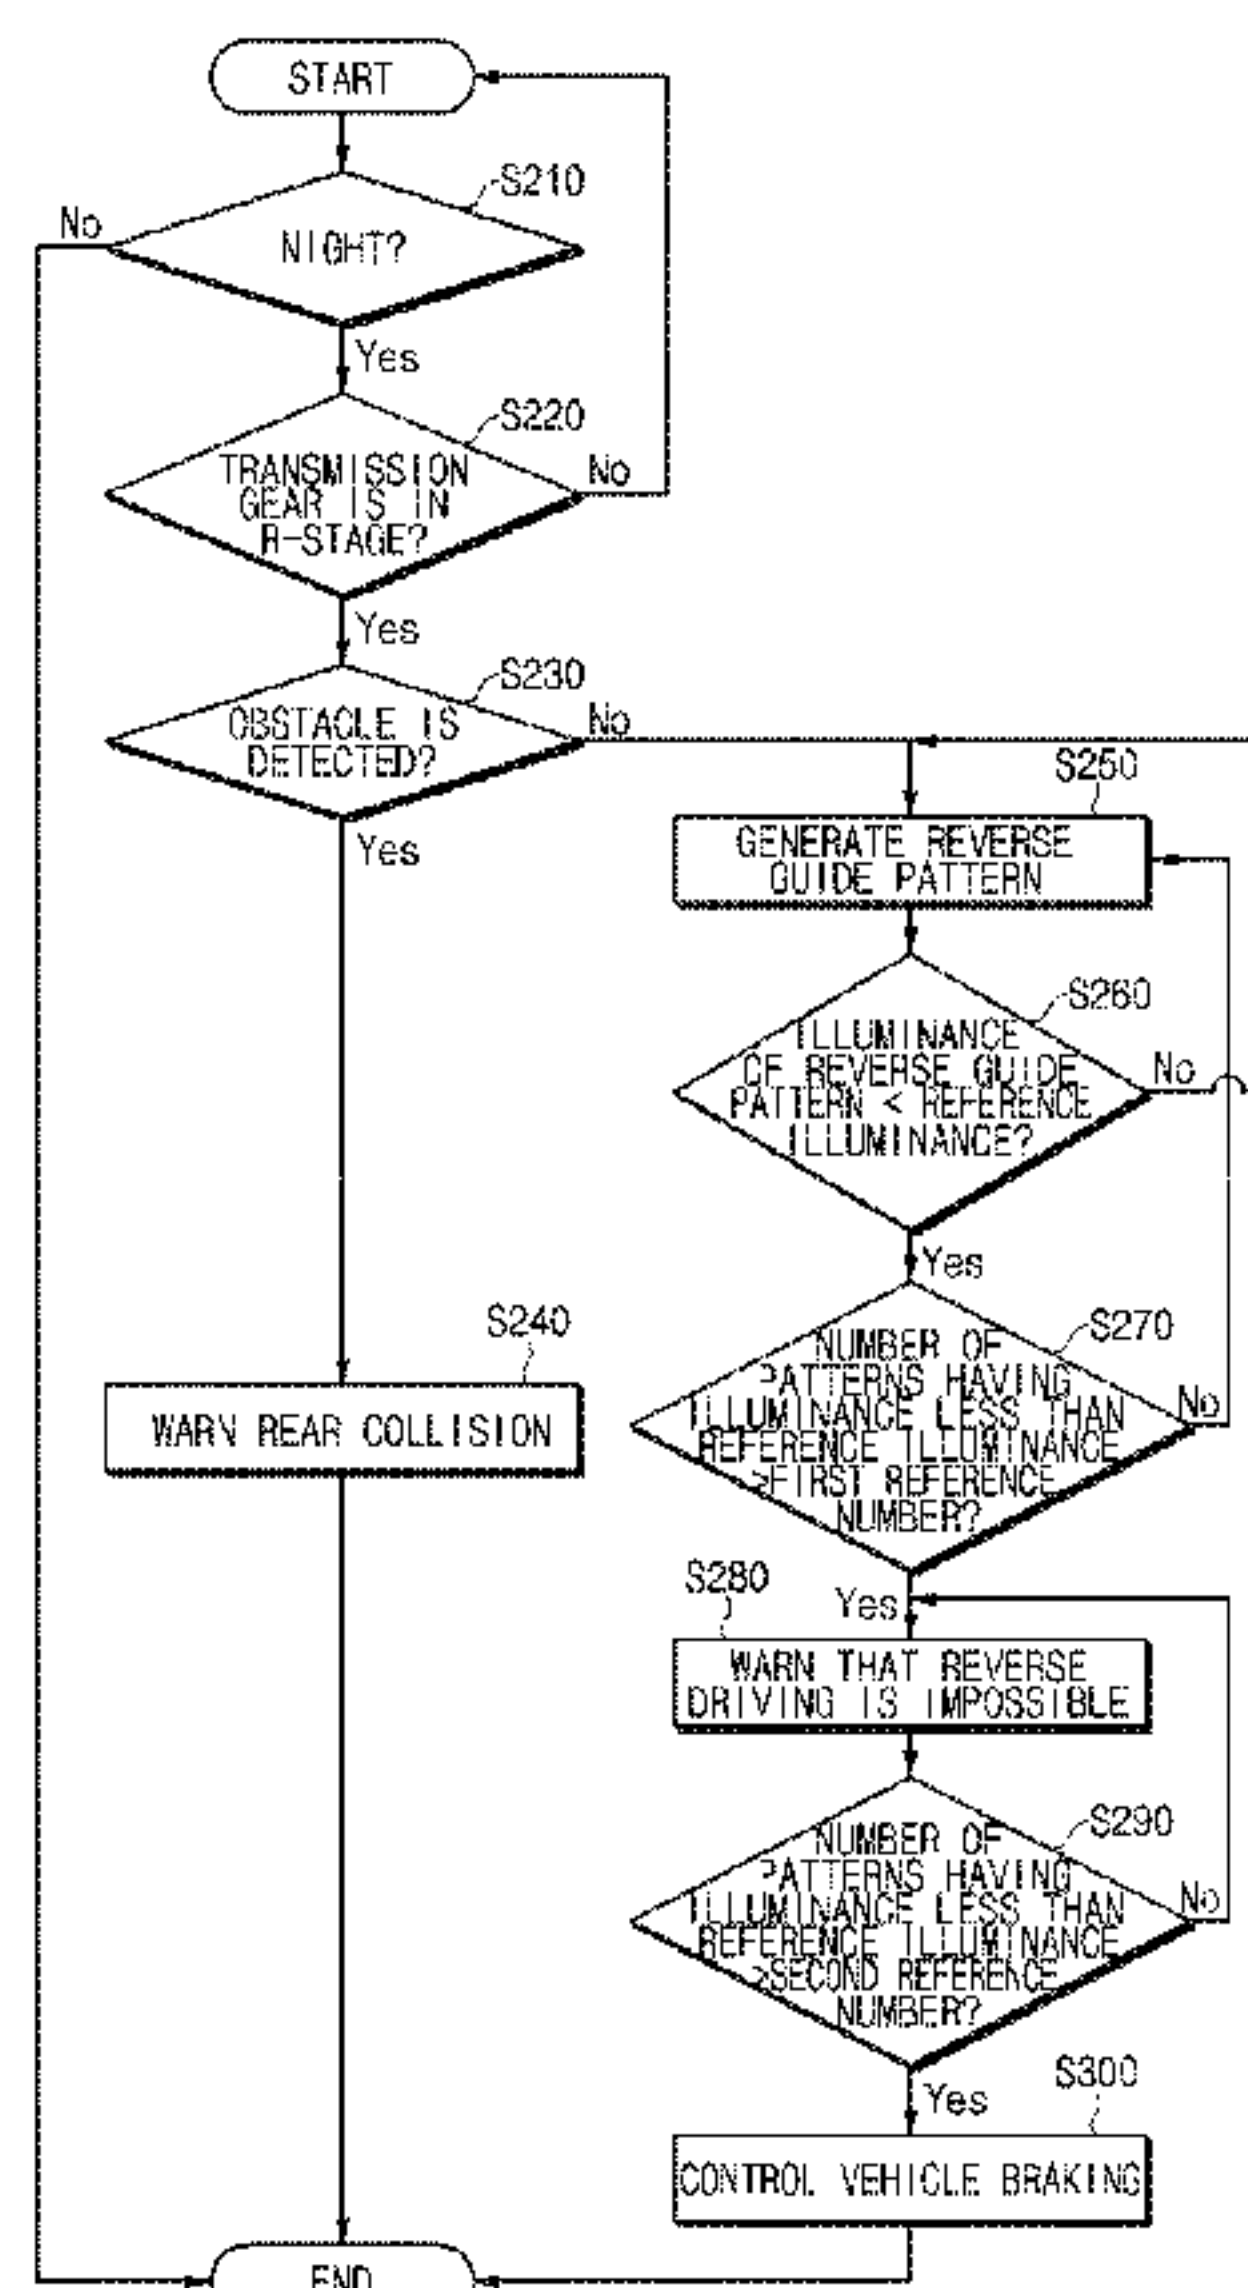 START
S210
No
NIGHT?
Yes
S220
TRANSMISSION
GEAR IS IN
R-STAGE?
No
Yes
S230
OBSTACLE IS
DETECTED?
No
Yes
S250
GENERATE REVERSE
GUIDE PATTERN
S260
ILLUMINANCE
OF REVERSE GUIDE
PATTERN < REFERENCE
ILLUMINANCE?
No
Yes
S240
WARN REAR COLLISION
S270
NUMBER OF
PATTERNS HAVING
ILLUMINANCE LESS THAN
REFERENCE ILLUMINANCE
>FIRST REFERENCE
NUMBER?
No
Yes
S280
WARN THAT REVERSE
DRIVING IS IMPOSSIBLE
S290
NUMBER OF
PATTERNS HAVING
ILLUMINANCE LESS THAN
REFERENCE ILLUMINANCE
>SECOND REFERENCE
NUMBER?
No
Yes
S300
CONTROL VEHICLE BRAKING
END